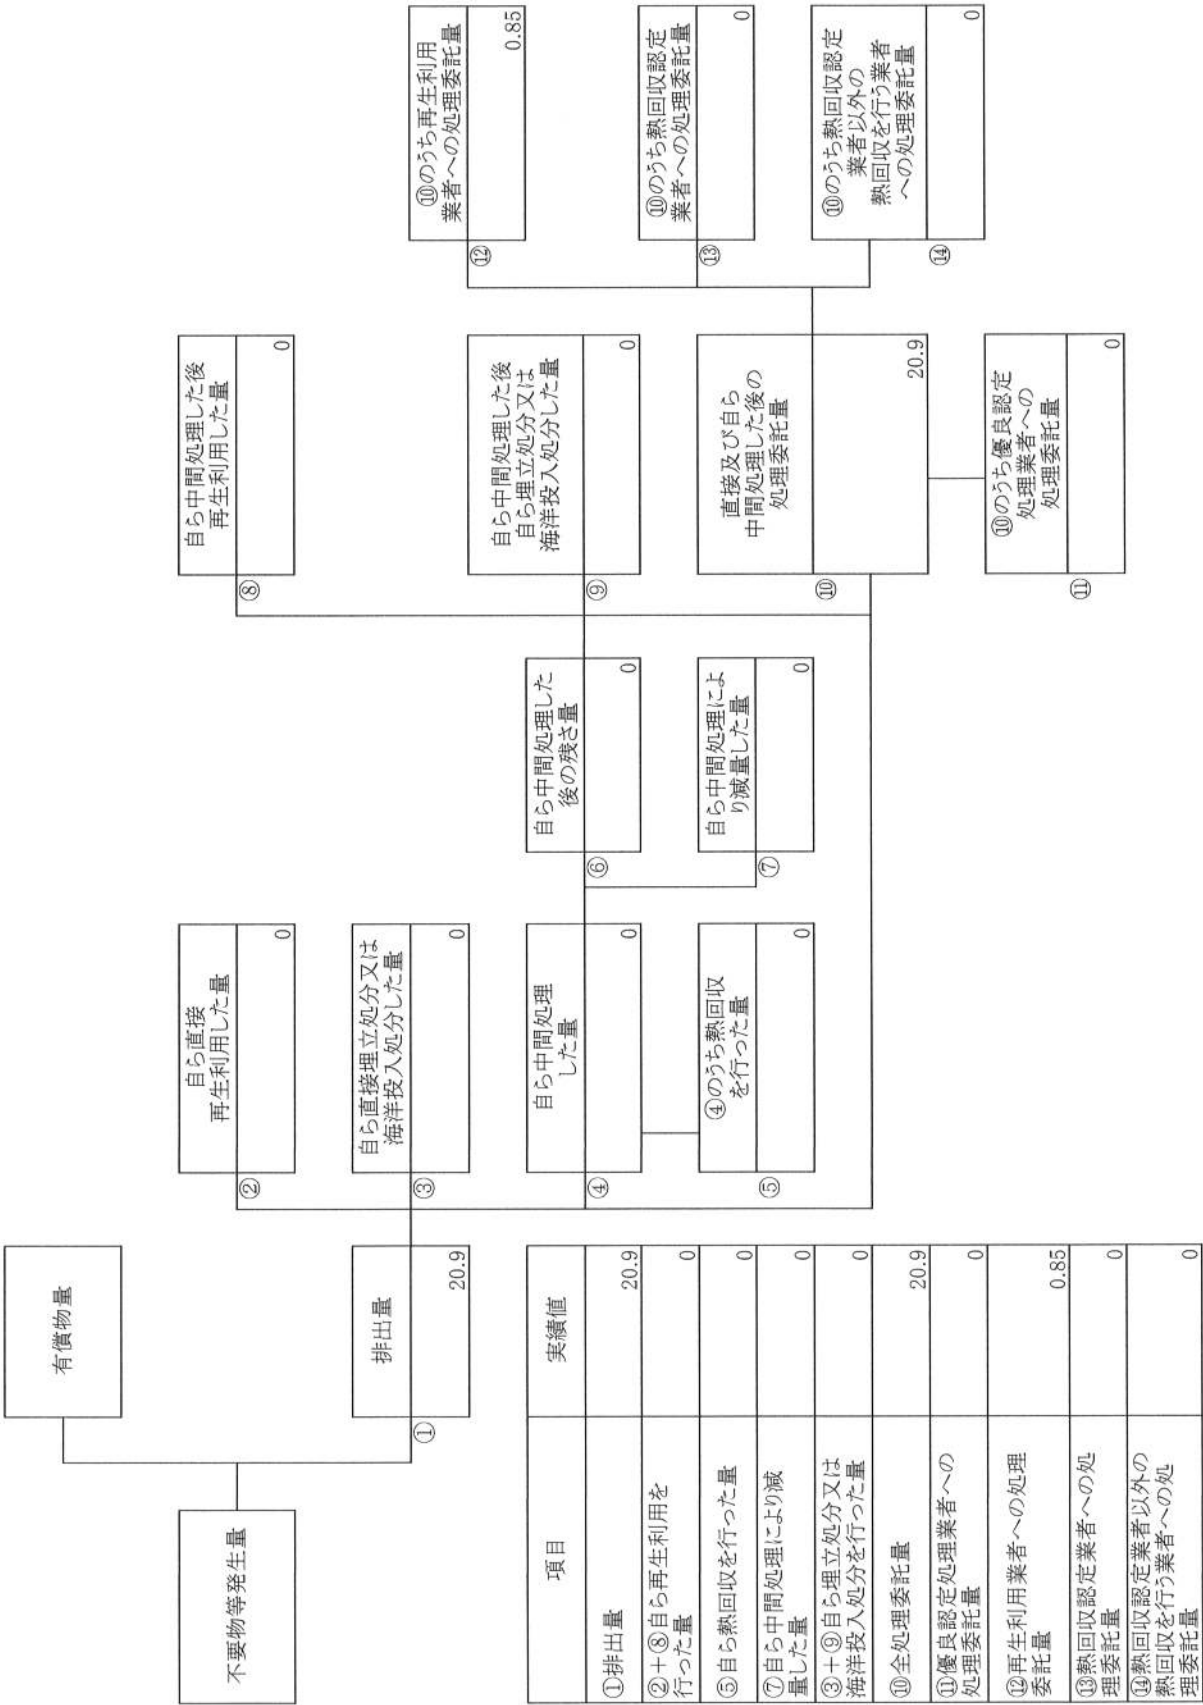 不要物等発生量
有償物量
①
排出量
20.9
②
自ら直接
再生利用した量
0
③
自ら直接埋立処分又は
海洋投入処分した量
0
④
自ら中間処理
した量
0
⑤
④のうち熱回収
を行った量
0
⑥
自ら中間処理した
後の残さ量
0
⑦
自ら中間処理によ
り減量した量
0
⑧
自ら中間処理した後
再生利用した量
0
⑨
自ら中間処理した後
自ら埋立処分又は
海洋投入処分した量
0
⑩
直接及び自ら
中間処理した後の
処理委託量
20.9
⑪
⑩のうち優良認定
処理業者への
処理委託量
0
⑫
⑩のうち再生利用
業者への処理委託量
0.85
⑬
⑩のうち熱回収認定
業者への処理委託量
0
⑭
⑩のうち熱回収認定
業者以外の
熱回収を行う業者
への処理委託量
0
項目
実績値
①排出量
20.9
②＋⑧自ら再生利用を
行った量
0
⑤自ら熱回収を行った量
0
⑦自ら中間処理により減
量した量
0
③＋⑨自ら埋立処分又は
海洋投入処分を行った量
0
⑩全処理委託量
20.9
⑪優良認定処理業者への
処理委託量
0
⑫再生利用業者への処理
委託量
0.85
⑬熱回収認定業者への処
理委託量
0
⑭熱回収認定業者以外の
熱回収を行う業者への処
理委託量
0